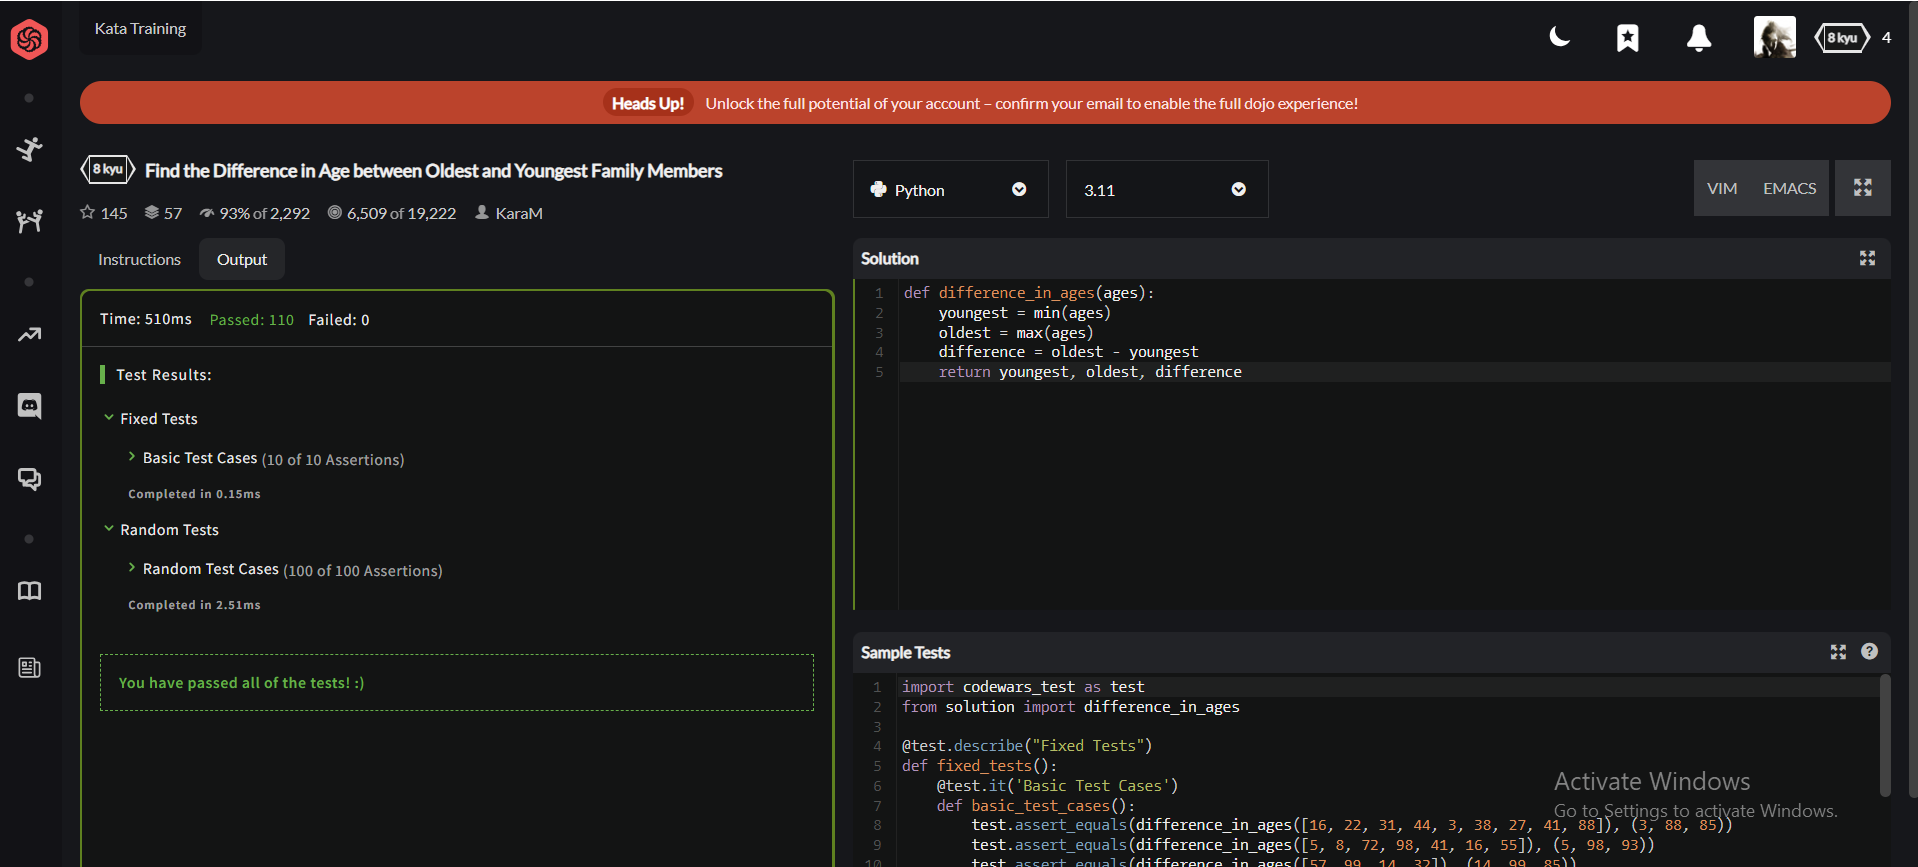 Kata Training
8 kyu 4
Heads Up! Unlock the full potential of your account – confirm your email to enable the full dojo experience!
8 kyu Find the Difference in Age between Oldest and Youngest Family Members
145 57 93% of 2,292 6,509 of 19,222 KaraM
Instructions Output
Time: 510ms Passed: 110 Failed: 0
Test Results:
Fixed Tests
Basic Test Cases (10 of 10 Assertions)
Completed in 0.15ms
Random Tests
Random Test Cases (100 of 100 Assertions)
Completed in 2.51ms
You have passed all of the tests! :)
Python 3.11 VIM EMACS
Solution
1 def difference_in_ages(ages):
2 youngest = min(ages)
3 oldest = max(ages)
4 difference = oldest - youngest
5 return youngest, oldest, difference
Sample Tests
1 import codewars_test as test
2 from solution import difference_in_ages
3
4 @test.describe("Fixed Tests")
5 def fixed_tests():
6 @test.it('Basic Test Cases')
7 def basic_test_cases():
8 test.assert_equals(difference_in_ages([16, 22, 31, 44, 3, 38, 27, 41, 88]), (3, 88, 85))
9 test.assert_equals(difference_in_ages([5, 8, 72, 98, 41, 16, 55]), (5, 98, 93))
10 test.assert_equals(difference_in_ages([57, 99, 14, 32]), (14, 99, 85))
Activate Windows
Go to Settings to activate Windows.